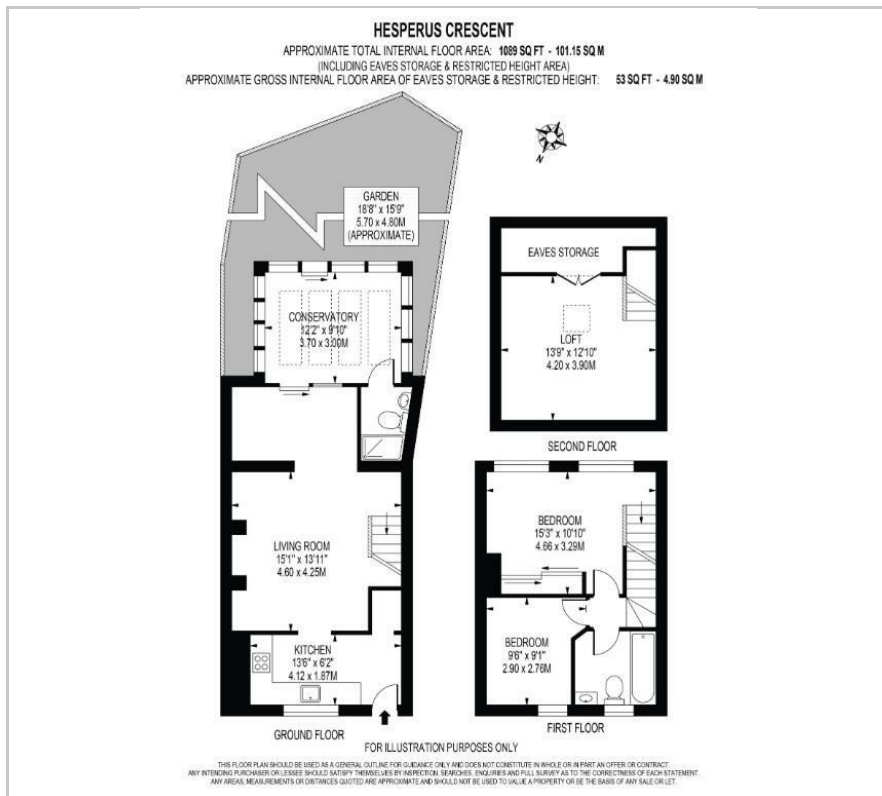 HESPERUS CRESCENT
APPROXIMATE TOTAL INTERNAL FLOOR AREA: 1089 SQ FT - 101.15 SQ M
(INCLUDING EAVES STORAGE & RESTRICTED HEIGHT AREA)
APPROXIMATE GROSS INTERNAL FLOOR AREA OF EAVES STORAGE & RESTRICTED HEIGHT: 53 SQ FT - 4.90 SQ M
N
GARDEN
18'8" x 15'9"
5.70 x 4.80M
(APPROXIMATE)
CONSERVATORY
12'2" x 9'10"
3.70 x 3.00M
LIVING ROOM
15'1" x 13'11"
4.60 x 4.25M
KITCHEN
13'6" x 6'2"
4.12 x 1.87M
GROUND FLOOR
EAVES STORAGE
LOFT
13'9" x 12'10"
4.20 x 3.90M
SECOND FLOOR
BEDROOM
15'3" x 10'10"
4.66 x 3.29M
BEDROOM
9'6" x 9'1"
2.90 x 2.76M
FIRST FLOOR
FOR ILLUSTRATION PURPOSES ONLY
THIS FLOOR PLAN SHOULD BE USED AS A GENERAL OUTLINE FOR GUIDANCE ONLY AND DOES NOT CONSTITUTE IN WHOLE OR IN PART AN OFFER OR CONTRACT.
ANY INTENDING PURCHASER OR LESSEE SHOULD SATISFY THEMSELVES BY INSPECTION, SEARCHES, ENQUIRIES AND FULL SURVEY AS TO THE CORRECTNESS OF EACH STATEMENT.
ANY AREAS, MEASUREMENTS OR DISTANCES QUOTED ARE APPROXIMATE AND SHOULD NOT BE USED TO VALUE A PROPERTY OR BE THE BASIS OF ANY SALE OR LET.